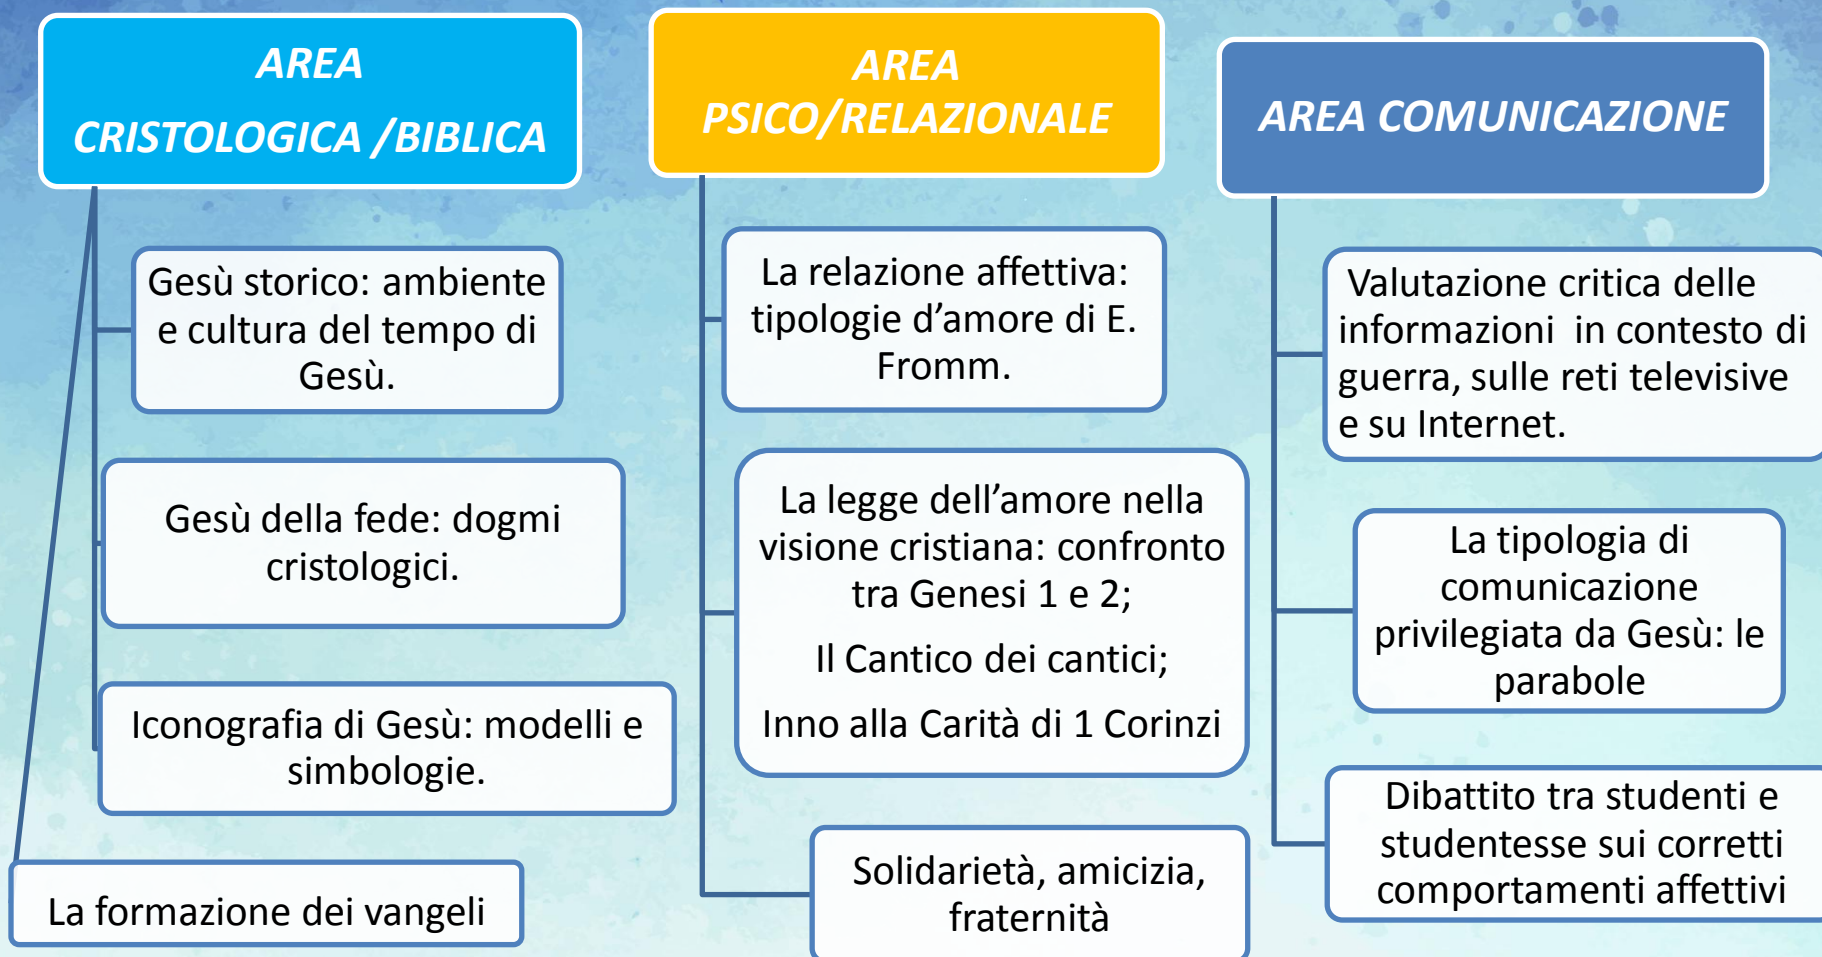 AREA
CRISTOLOGICA /BIBLICA
Gesù storico: ambiente
e cultura del tempo di
Gesù.
Gesù della fede: dogmi
cristologici.
Iconografia di Gesù: modelli e
simbologie.
La formazione dei vangeli
AREA
PSICO/RELAZIONALE
La relazione affettiva:
tipologie d’amore di E.
Fromm.
La legge dell’amore nella
visione cristiana: confronto
tra Genesi 1 e 2;
Il Cantico dei cantici;
Inno alla Carità di 1 Corinzi
Solidarietà, amicizia,
fraternità
AREA COMUNICAZIONE
Valutazione critica delle
informazioni in contesto di
guerra, sulle reti televisive
e su Internet.
La tipologia di
comunicazione
privilegiata da Gesù: le
parabole
Dibattito tra studenti e
studentesse sui corretti
comportamenti affettivi